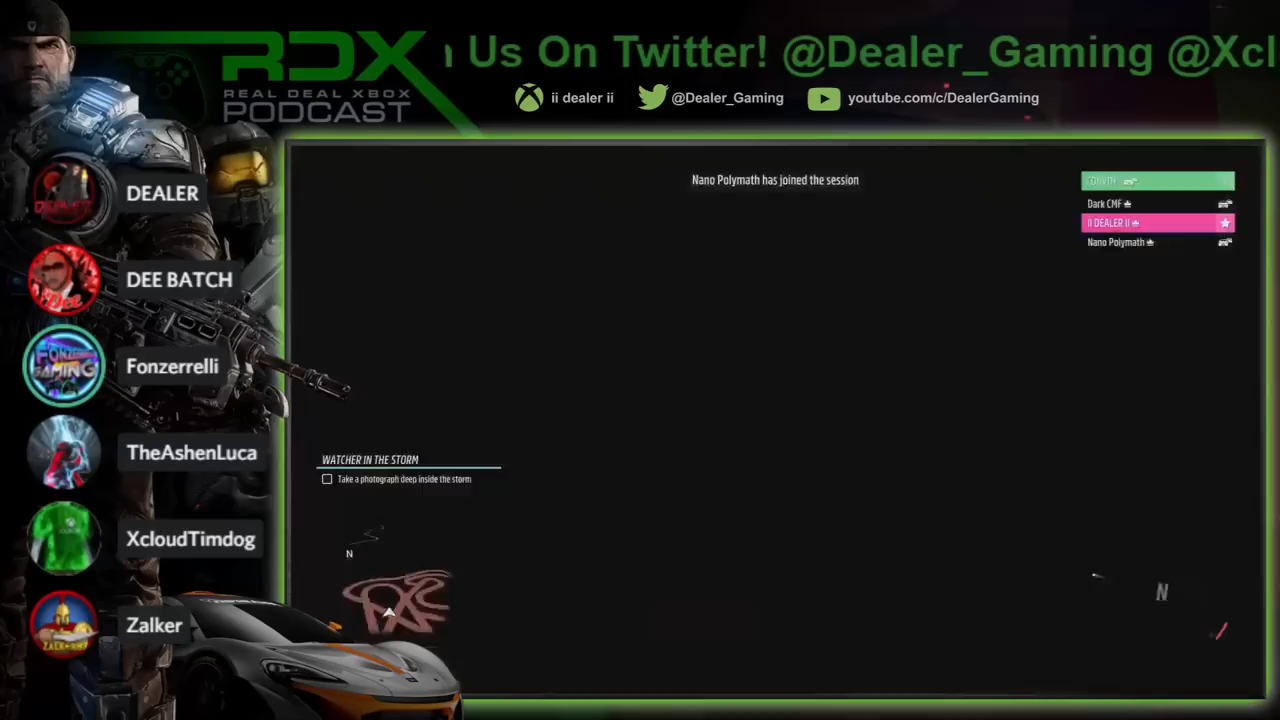 RDX
REAL DEAL XBOX
PODCAST
Us On Twitter! @Dealer_Gaming @Xcl
ii dealer ii
@Dealer_Gaming
youtube.com/c/DealerGaming
Nano Polymath has joined the session
CONVOY
Dark CMF
II DEALER II
Nano Polymath
DEALER
DEE BATCH
Dee
Fonzerrelli
TheAshenLuca
XcloudTimdog
Zalker
WATCHER IN THE STORM
Take a photograph deep inside the storm
N
N